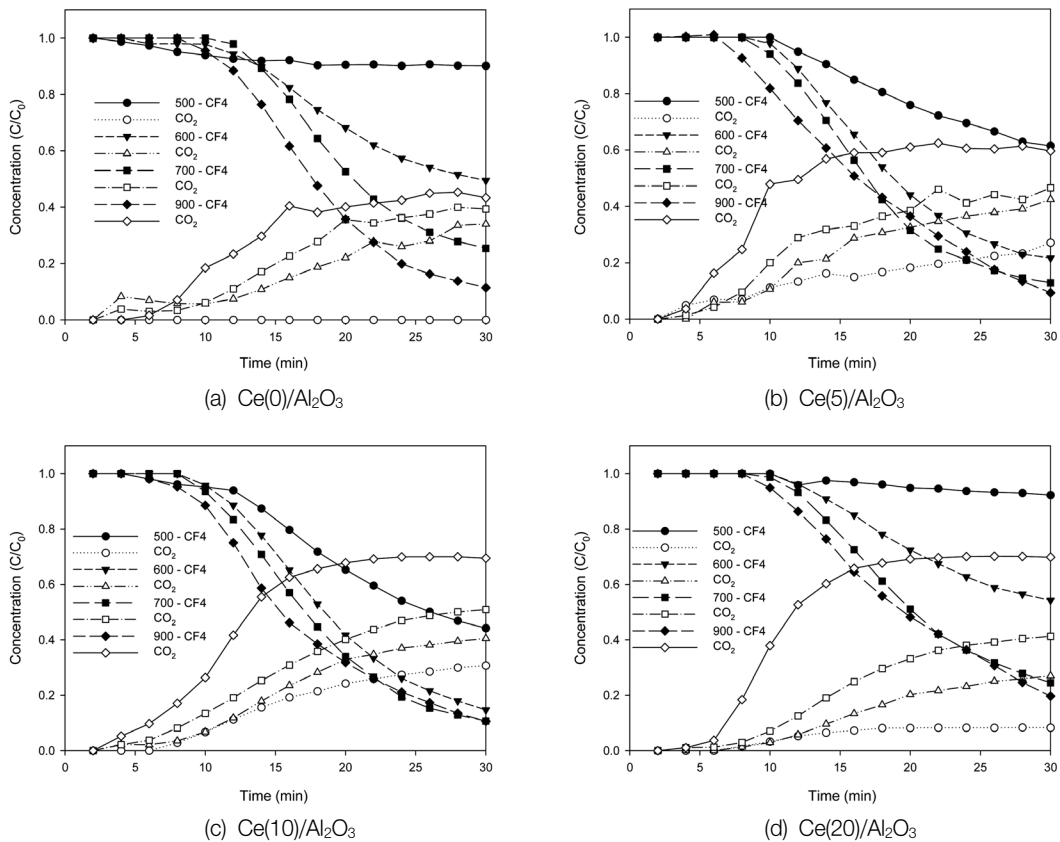 Concentration (C/C₀)
1.0
0.8
0.6
0.4
0.2
0.0
500 - CF4
CO₂
600 - CF4
CO₂
700 - CF4
CO₂
900 - CF4
CO₂
0 5 10 15 20 25 30
Time (min)
(a) Ce(0)/Al₂O₃
Concentration (C/C₀)
1.0
0.8
0.6
0.4
0.2
0.0
500 - CF4
CO₂
600 - CF4
CO₂
700 - CF4
CO₂
900 - CF4
CO₂
0 5 10 15 20 25 30
Time (min)
(b) Ce(5)/Al₂O₃
Concentration (C/C₀)
1.0
0.8
0.6
0.4
0.2
0.0
500 - CF4
CO₂
600 - CF4
CO₂
700 - CF4
CO₂
900 - CF4
CO₂
0 5 10 15 20 25 30
Time (min)
(c) Ce(10)/Al₂O₃
Concentration (C/C₀)
1.0
0.8
0.6
0.4
0.2
0.0
500 - CF4
CO₂
600 - CF4
CO₂
700 - CF4
CO₂
900 - CF4
CO₂
0 5 10 15 20 25 30
Time (min)
(d) Ce(20)/Al₂O₃